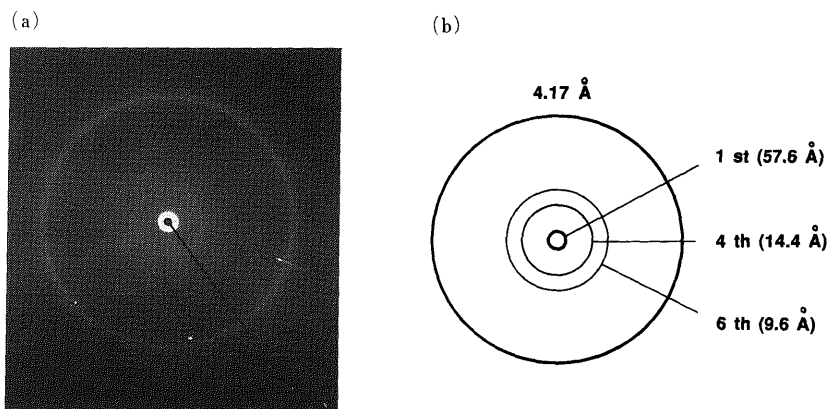 (a)
(b)
4.17 Å
1 st (57.6 Å)
4 th (14.4 Å)
6 th (9.6 Å)